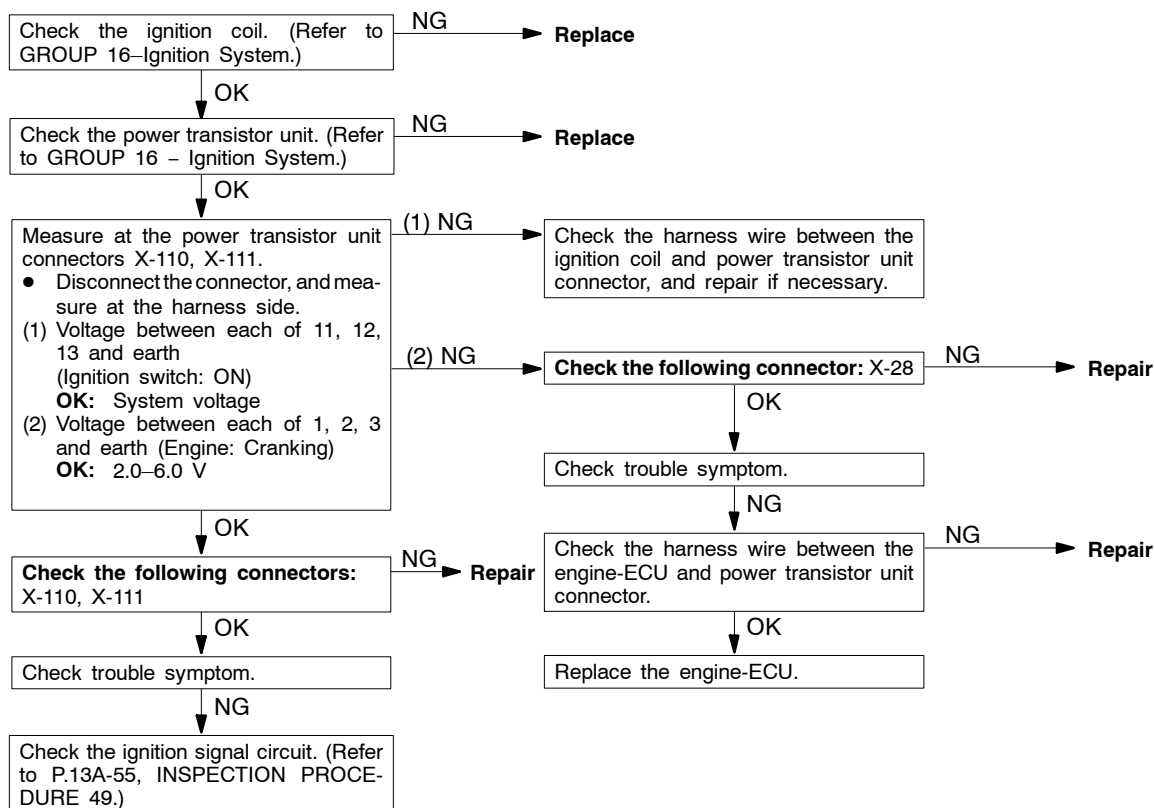 Check the ignition coil. (Refer to
GROUP 16–Ignition System.)
NG
Replace
OK
Check the power transistor unit. (Refer
to GROUP 16 – Ignition System.)
NG
Replace
OK
Measure at the power transistor unit
connectors X-110, X-111.
● Disconnect the connector, and mea-
sure at the harness side.
(1) Voltage between each of 11, 12,
13 and earth
(Ignition switch: ON)
OK: System voltage
(2) Voltage between each of 1, 2, 3
and earth (Engine: Cranking)
OK: 2.0–6.0 V
(1) NG
Check the harness wire between the
ignition coil and power transistor unit
connector, and repair if necessary.
(2) NG
Check the following connector: X-28
NG
Repair
OK
Check trouble symptom.
NG
Check the harness wire between the
engine-ECU and power transistor unit
connector.
NG
Repair
OK
Replace the engine-ECU.
OK
Check the following connectors:
X-110, X-111
NG
Repair
OK
Check trouble symptom.
NG
Check the ignition signal circuit. (Refer
to P.13A-55, INSPECTION PROCE-
DURE 49.)